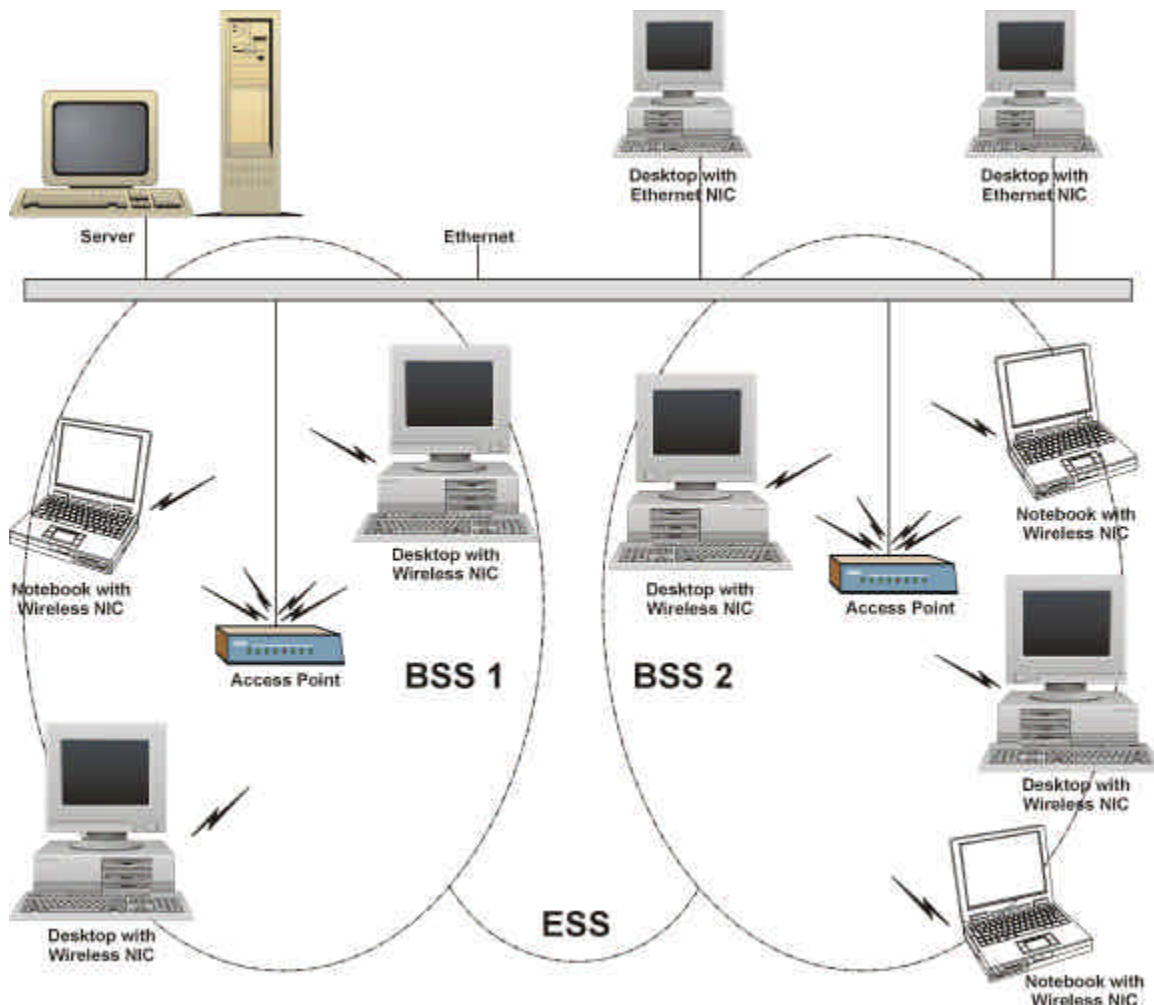 Desktop with
Ethernet NIC
Desktop with
Ethernet NIC
Server
Ethernet
Desktop with
Wireless NIC
Notebook with
Wireless NIC
Desktop with
Wireless NIC
Notebook with
Wireless NIC
Access Point
Access Point
BSS 1
BSS 2
Desktop with
Wireless NIC
Desktop with
Wireless NIC
ESS
Notebook with
Wireless NIC